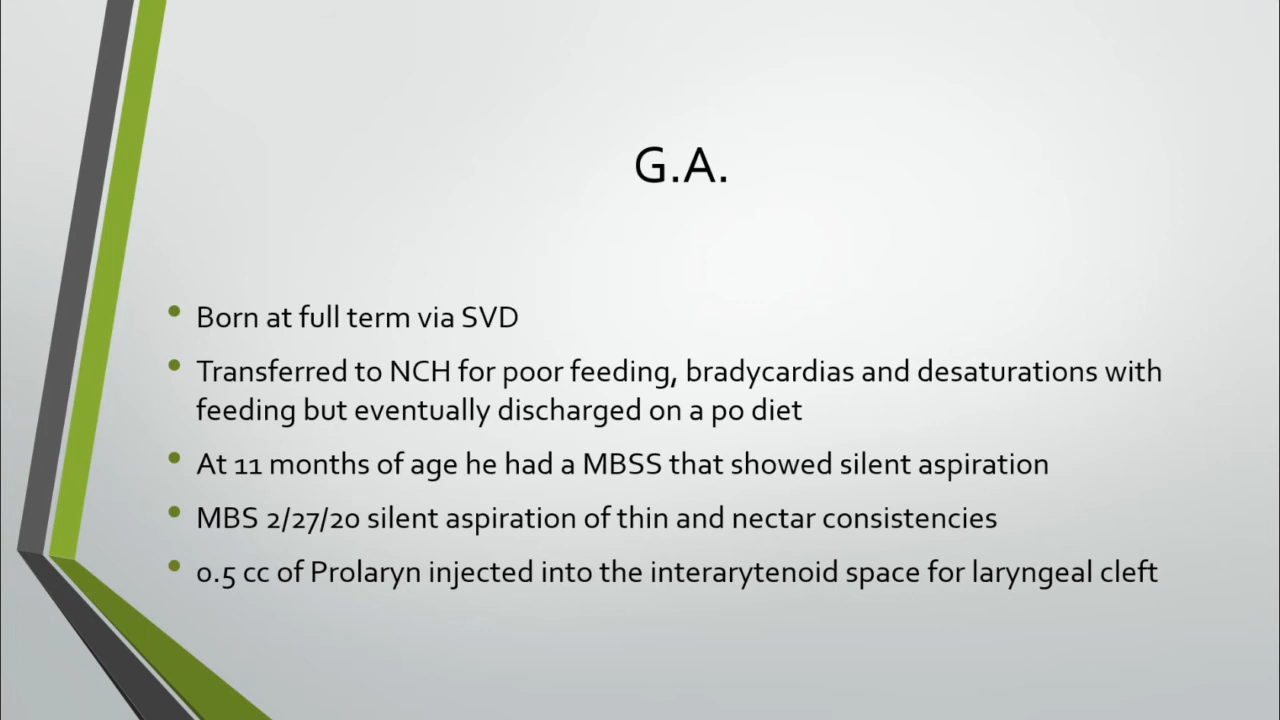 G.A.
• Born at full term via SVD
• Transferred to NCH for poor feeding, bradycardias and desaturations with
feeding but eventually discharged on a po diet
• At 11 months of age he had a MBSS that showed silent aspiration
• MBS 2/27/20 silent aspiration of thin and nectar consistencies
• 0.5 cc of Prolaryn injected into the interarytenoid space for laryngeal cleft